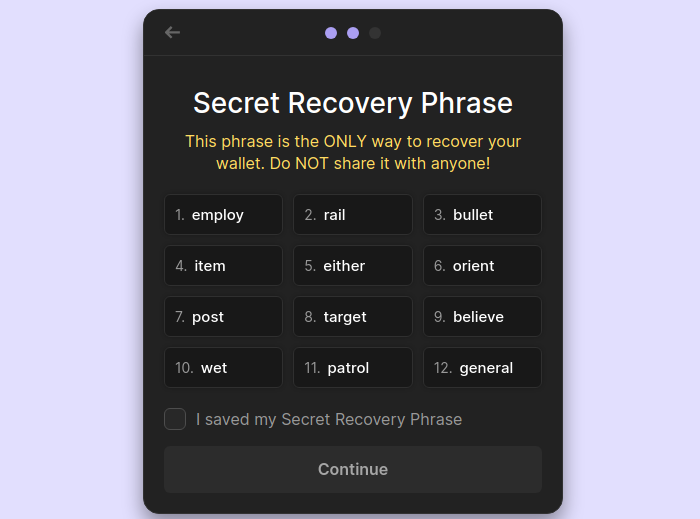 Secret Recovery Phrase
This phrase is the ONLY way to recover your
wallet. Do NOT share it with anyone!
1. employ 2. rail 3. bullet
4. item 5. either 6. orient
7. post 8. target 9. believe
10. wet 11. patrol 12. general
I saved my Secret Recovery Phrase
Continue